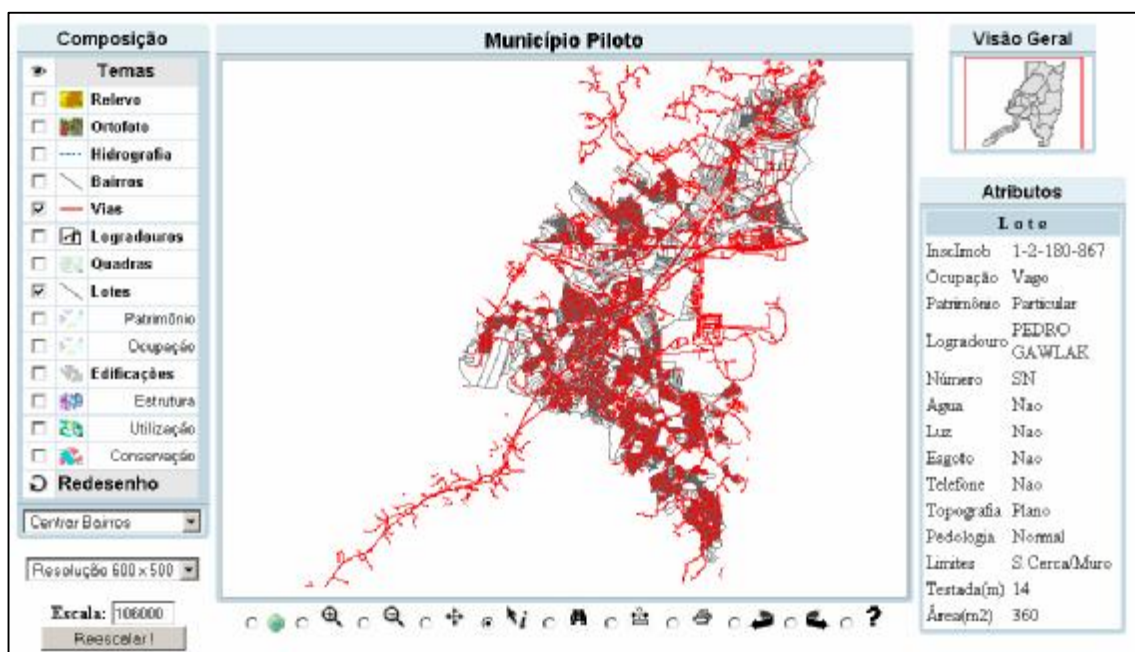 Composição
Temas
Relevo
Ortofoto
Hidrografia
Bairros
Vias
Logradouros
Quadras
Lotes
Patrimônio
Ocupação
Edificações
Estrutura
Utilização
Conservação
Redesenho
Centrar Bairros
Resolução 600 x 500
Escala: 106000
Reescalar!
Município Piloto
i ?
Visão Geral
Atributos
Lote
InscImob 1-2-180-867
Ocupação Vago
Patrimônio Particular
Logradouro PEDRO GAWLAK
Número SN
Agua Nao
Luz Nao
Esgoto Nao
Telefone Nao
Topografia Plano
Pedologia Normal
Limites S. Cerca/Muro
Testada(m) 14
Área(m2) 360